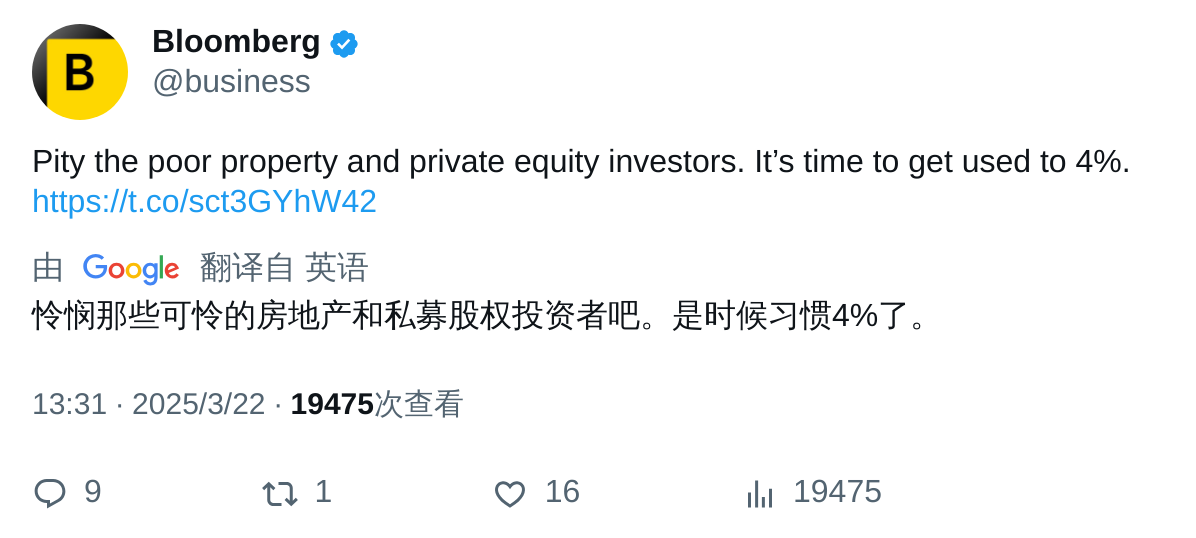 B
Bloomberg
@business
Pity the poor property and private equity investors. It’s time to get used to 4%.
https://t.co/sct3GYhW42
由 Google 翻译自 英语
怜悯那些可怜的房地产和私募股权投资者吧。是时候习惯4%了。
13:31 · 2025/3/22 · 19475次查看
9 1 16 19475